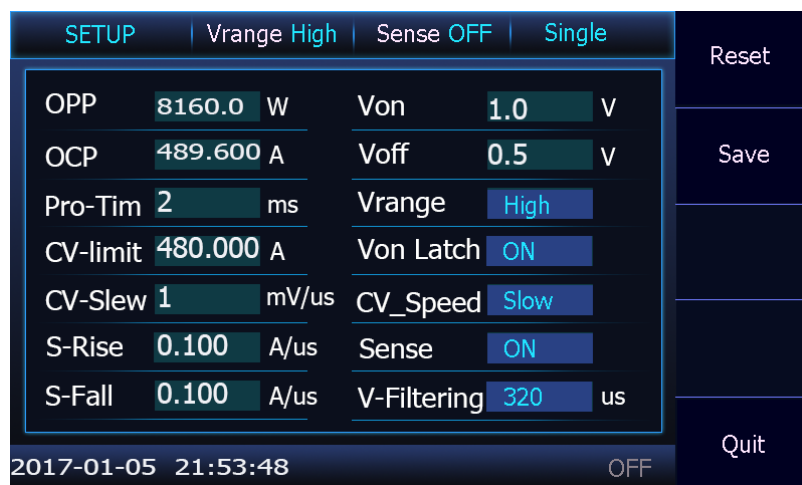 SETUP Vrange High Sense OFF Single
Reset
OPP 8160.0 W Von 1.0 V
OCP 489.600 A Voff 0.5 V
Save
Pro-Tim 2 ms Vrange High
CV-limit 480.000 A Von Latch ON
CV-Slew 1 mV/us CV_Speed Slow
S-Rise 0.100 A/us Sense ON
S-Fall 0.100 A/us V-Filtering 320 us
Quit
2017-01-05 21:53:48 OFF